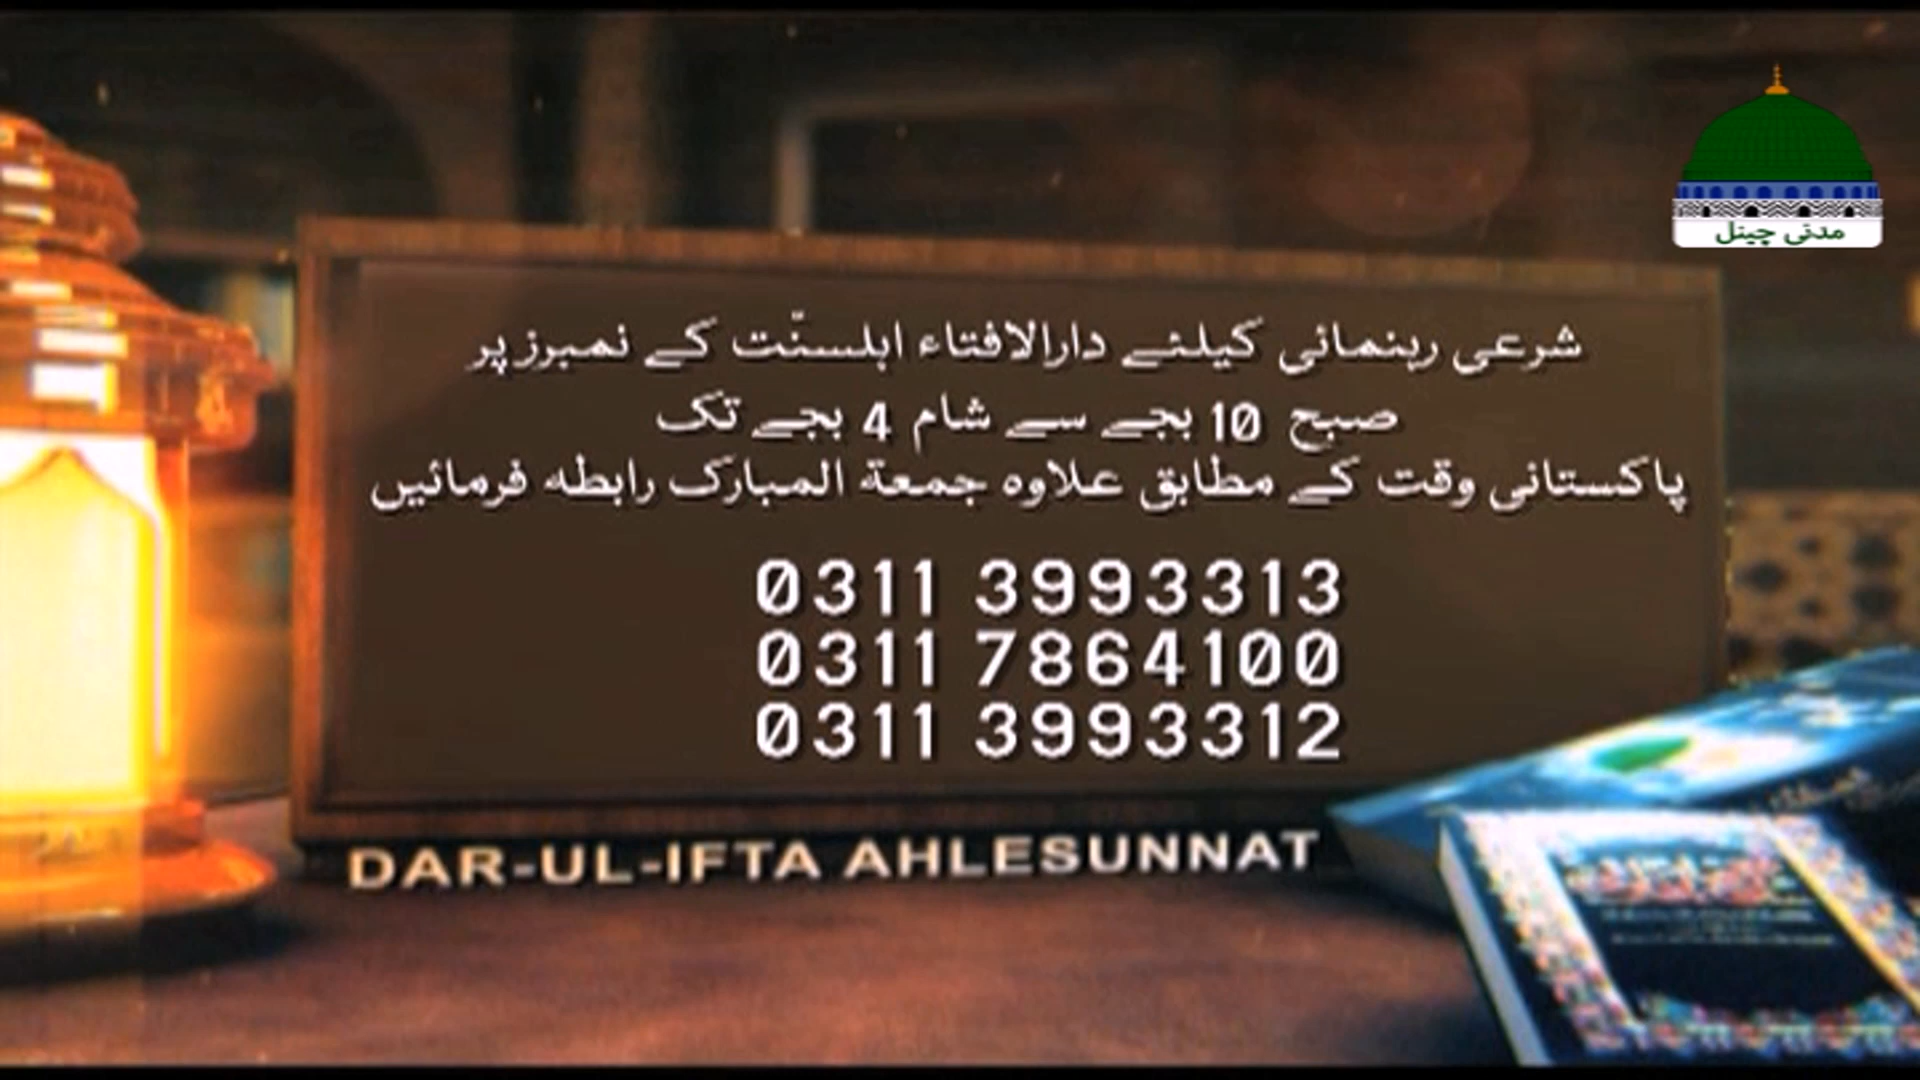 مدنی چینل
شرعی رہنمائی کیلئے دارالافتاء اہلسنّت کے نمبرز پر
صبح 10 بجے سے شام 4 بجے تک
پاکستانی وقت کے مطابق علاوہ جمعة المبارک رابطہ فرمائیں
0311 3993313
0311 7864100
0311 3993312
DAR-UL-IFTA AHLESUNNAT